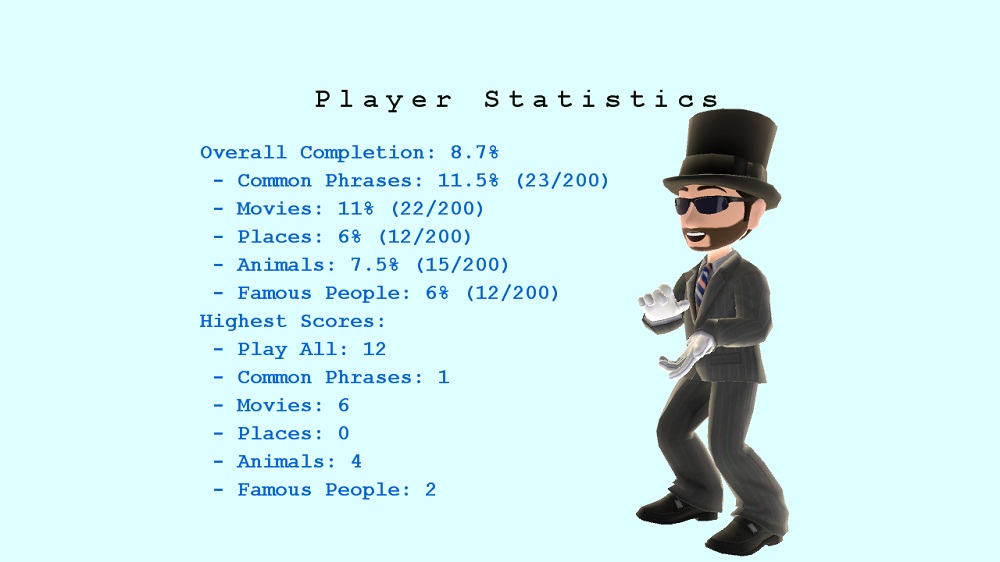 Player Statistics
Overall Completion: 8.7%
- Common Phrases: 11.5% (23/200)
- Movies: 11% (22/200)
- Places: 6% (12/200)
- Animals: 7.5% (15/200)
- Famous People: 6% (12/200)
Highest Scores:
- Play All: 12
- Common Phrases: 1
- Movies: 6
- Places: 0
- Animals: 4
- Famous People: 2